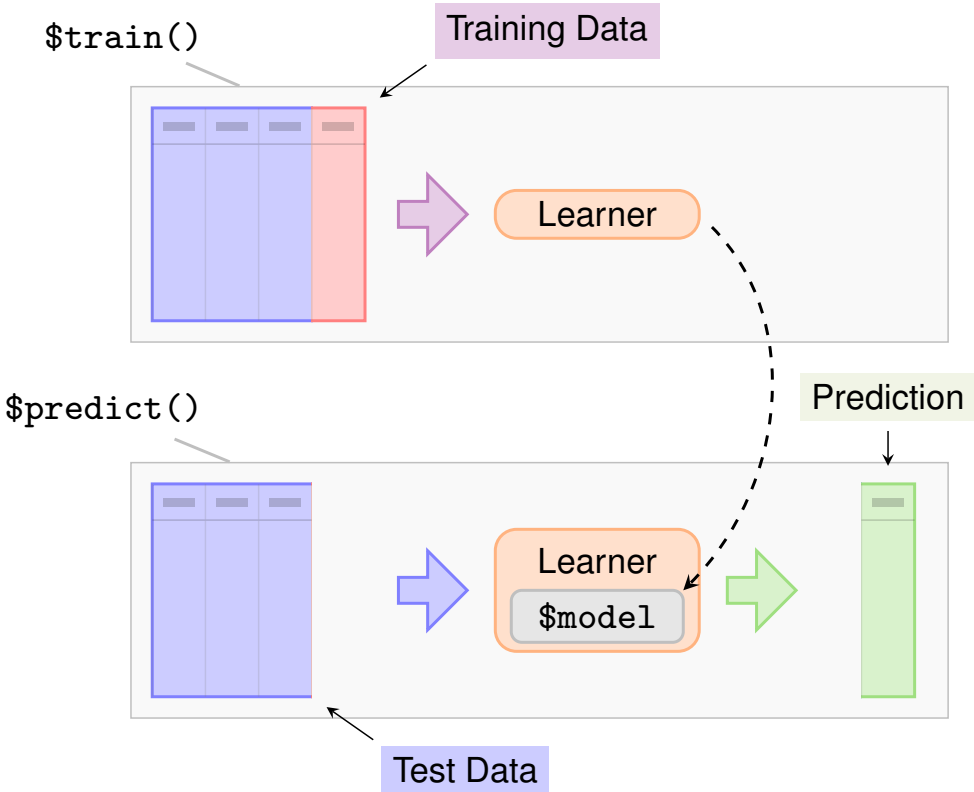 $train()
Training Data
Learner
$predict()
Prediction
Learner
$model
Test Data